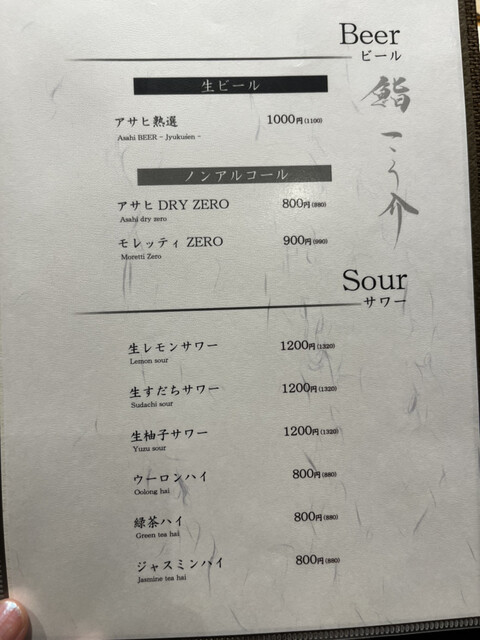 Beer
ビール
鮨 こう介
生ビール
アサヒ熟選 1000円(1100)
Asahi BEER - Jyukusen -
ノンアルコール
アサヒ DRY ZERO 800円(880)
Asahi dry zero
モレッティ ZERO 900円(990)
Moretti Zero
Sour
サワー
生レモンサワー 1200円(1320)
Lemon sour
生すだちサワー 1200円(1320)
Sudachi sour
生柚子サワー 1200円(1320)
Yuzu sour
ウーロンハイ 800円(880)
Oolong hai
緑茶ハイ 800円(880)
Green tea hai
ジャスミンハイ 800円(880)
Jasmine tea hai